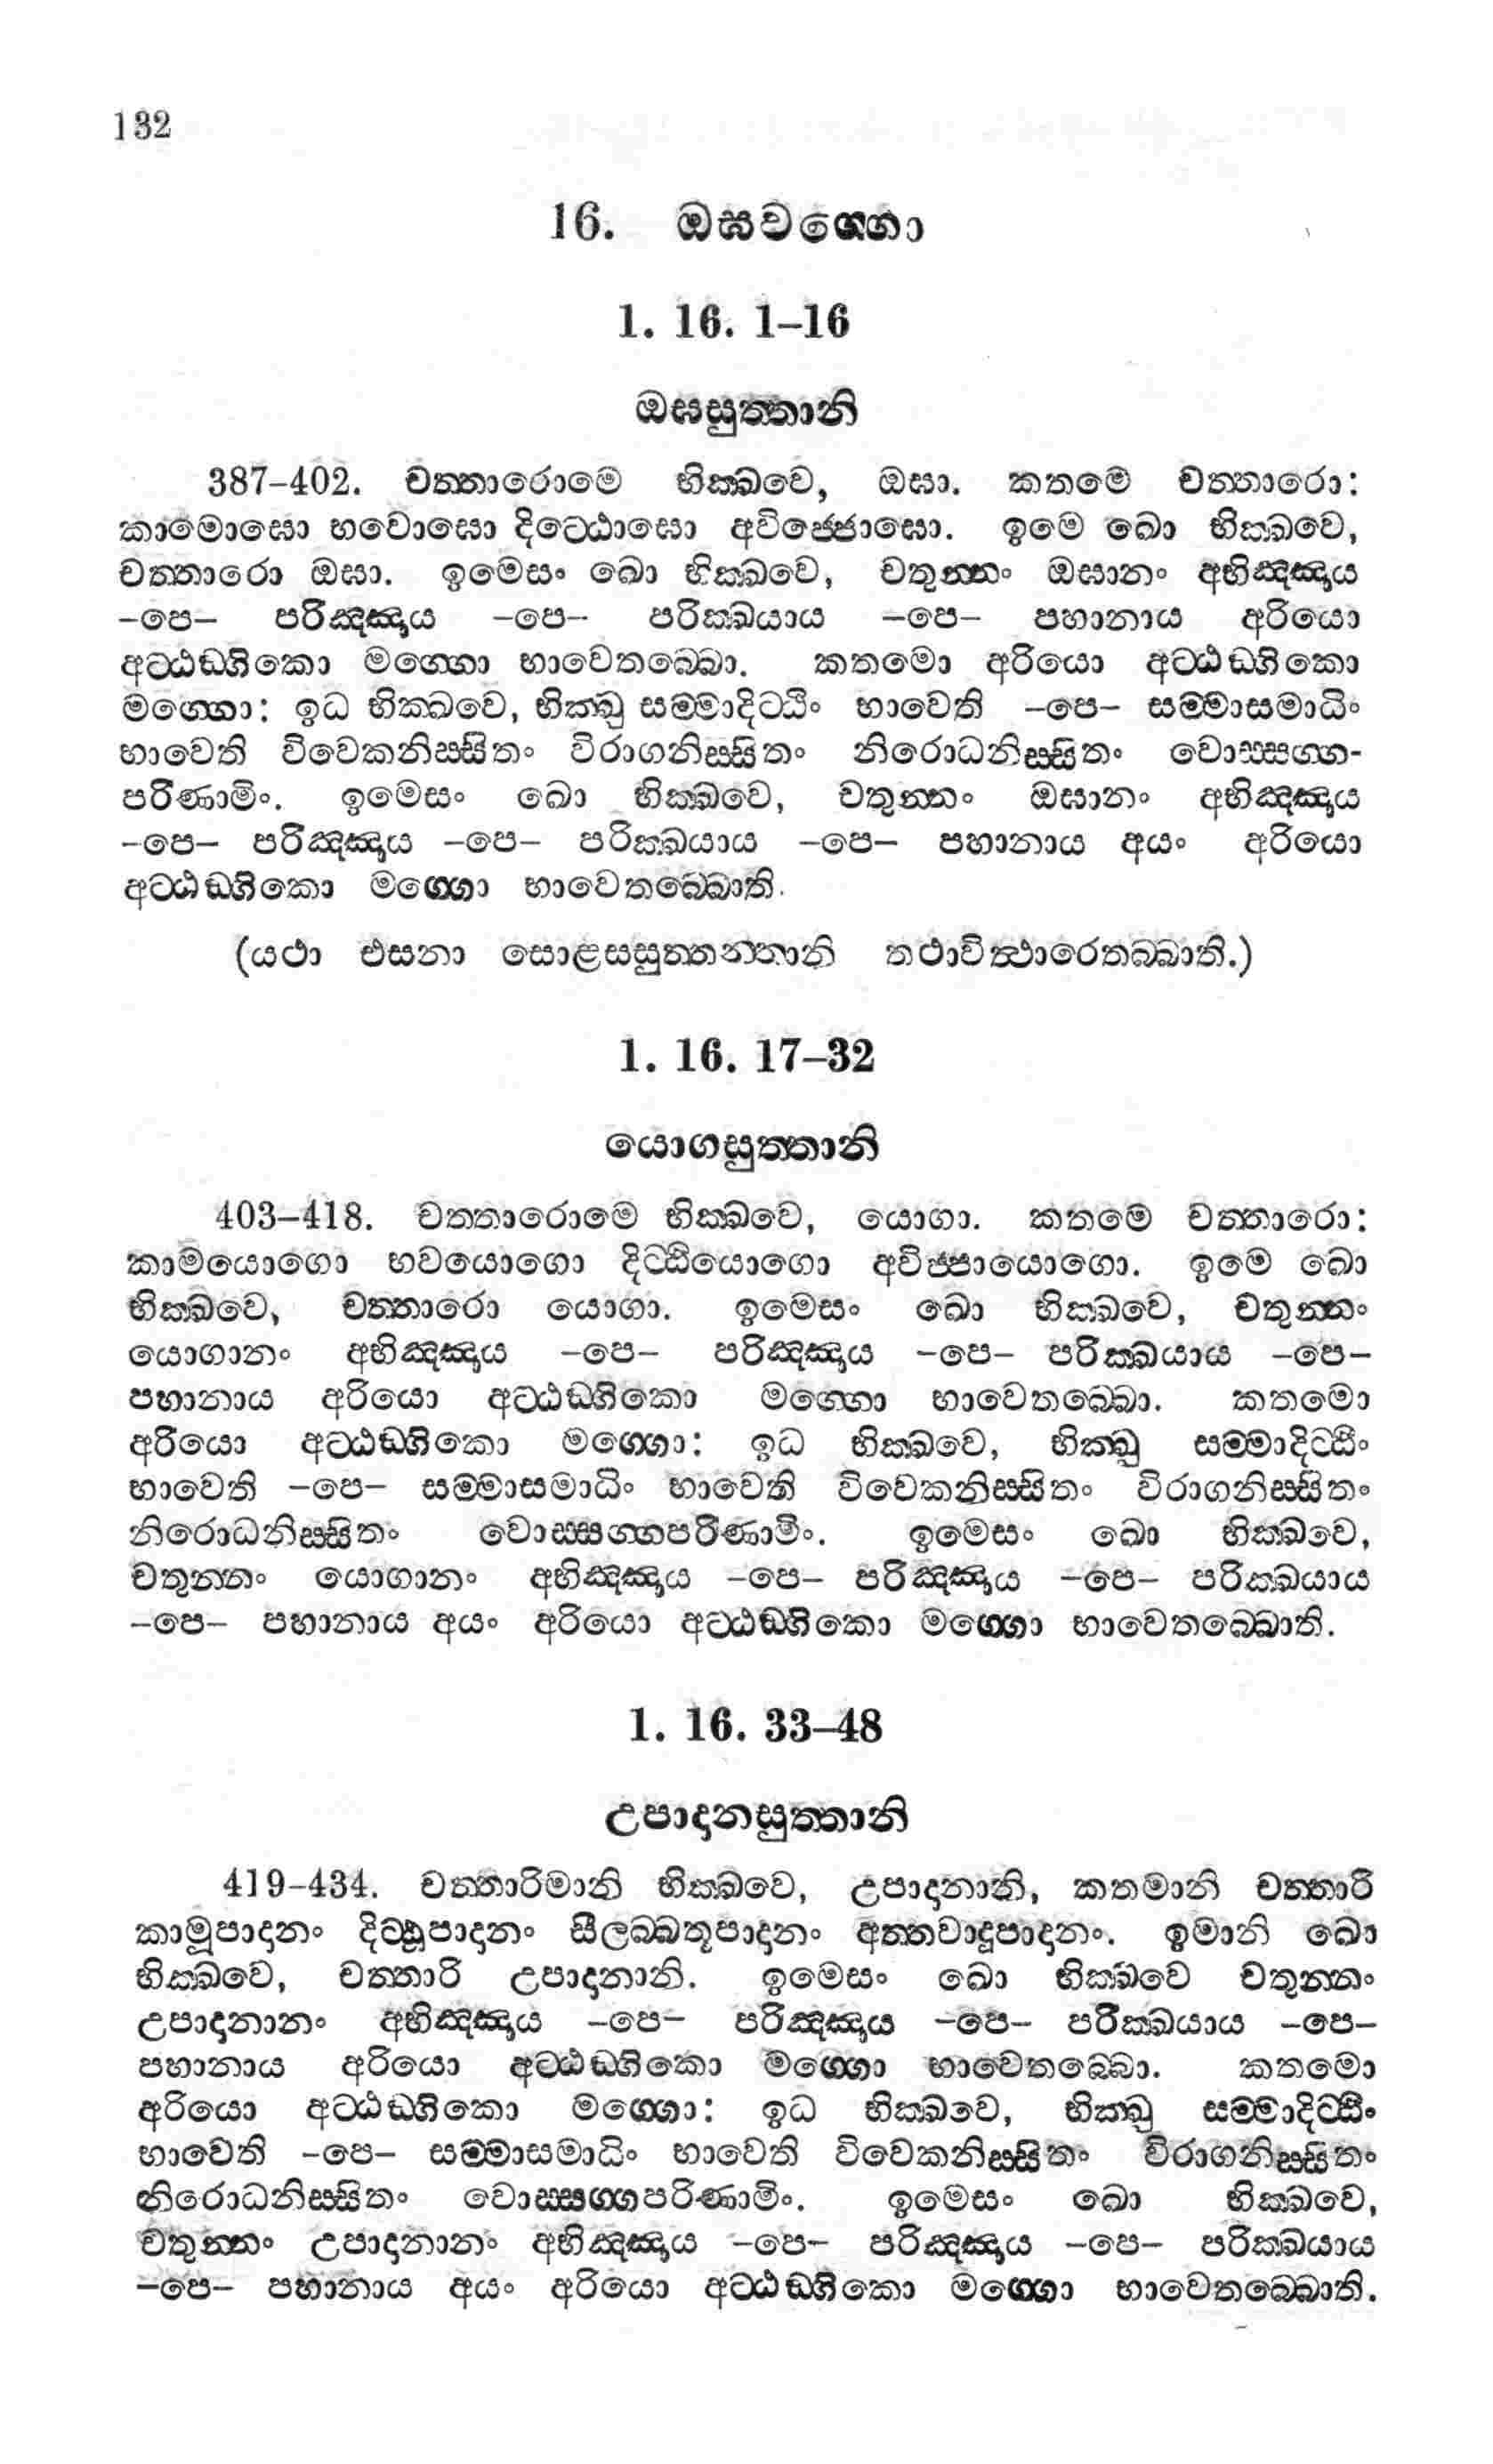 132
16. ඔඝවග්ගො
1. 16. 1–16
ඔඝසුත්තානි
387–402. චත්තාරොමෙ භික්ඛවෙ, ඔඝා. කතමෙ චත්තාරො:
කාමොඝො භවොඝො දිට්ඨොඝො අවිජ්ජොඝො. ඉමෙ ඛො භික්ඛවෙ,
චත්තාරො ඔඝා. ඉමෙසං ඛො භික්ඛවෙ, චතුන්නං ඔඝානං අභිඤ්ඤාය
–පෙ– පරිඤ්ඤාය –පෙ– පරික්ඛයාය –පෙ– පහානාය අරියො
අට්ඨඞ්ගිකො මග්ගො භාවෙතබ්බො. කතමො අරියො අට්ඨඞ්ගිකො
මග්ගො: ඉධ භික්ඛවෙ, භික්ඛු සම්මාදිට්ඨිං භාවෙති –පෙ– සම්මාසමාධිං
භාවෙති විවෙකනිස්සිතං විරාගනිස්සිතං නිරොධනිස්සිතං වොස්සග්ග-
පරිණාමිං. ඉමෙසං ඛො භික්ඛවෙ, චතුන්නං ඔඝානං අභිඤ්ඤාය
–පෙ– පරිඤ්ඤාය –පෙ– පරික්ඛයාය –පෙ– පහානාය අයං අරියො
අට්ඨඞ්ගිකො මග්ගො භාවෙතබ්බොති.
(යථා එසනා සොළසසුත්තන්තානි තථාවිත්ථාරෙතබ්බාති.)
1. 16. 17–32
යොගසුත්තානි
403–418. චත්තාරොමෙ භික්ඛවෙ, යොගා. කතමෙ චත්තාරො:
කාමයොගො භවයොගො දිට්ඨියොගො අවිජ්ජායොගො. ඉමෙ ඛො
භික්ඛවෙ, චත්තාරො යොගා. ඉමෙසං ඛො භික්ඛවෙ, චතුන්නං
යොගානං අභිඤ්ඤාය –පෙ– පරිඤ්ඤාය –පෙ– පරික්ඛයාය –පෙ–
පහානාය අරියො අට්ඨඞ්ගිකො මග්ගො භාවෙතබ්බො. කතමො
අරියො අට්ඨඞ්ගිකො මග්ගො: ඉධ භික්ඛවෙ, භික්ඛු සම්මාදිට්ඨිං
භාවෙති –පෙ– සම්මාසමාධිං භාවෙති විවෙකනිස්සිතං විරාගනිස්සිතං
නිරොධනිස්සිතං වොස්සග්ගපරිණාමිං. ඉමෙසං ඛො භික්ඛවෙ,
චතුන්නං යොගානං අභිඤ්ඤාය –පෙ– පරිඤ්ඤාය –පෙ– පරික්ඛයාය
–පෙ– පහානාය අයං අරියො අට්ඨඞ්ගිකො මග්ගො භාවෙතබ්බොති.
1. 16. 33–48
උපාදානසුත්තානි
419–434. චත්තාරිමානි භික්ඛවෙ, උපාදානානි, කතමානි චත්තාරි
කාමූපාදානං දිට්ඨූපාදානං සීලබ්බතූපාදානං අත්තවාදූපාදානං. ඉමානි ඛො
භික්ඛවෙ, චත්තාරි උපාදානානි. ඉමෙසං ඛො භික්ඛවෙ චතුන්නං
උපාදානානං අභිඤ්ඤාය –පෙ– පරිඤ්ඤාය –පෙ– පරික්ඛයාය –පෙ–
පහානාය අරියො අට්ඨඞ්ගිකො මග්ගො භාවෙතබ්බො. කතමො
අරියො අට්ඨඞ්ගිකො මග්ගො: ඉධ භික්ඛවෙ, භික්ඛු සම්මාදිට්ඨිං
භාවෙති –පෙ– සම්මාසමාධිං භාවෙති විවෙකනිස්සිතං විරාගනිස්සිතං
නිරොධනිස්සිතං වොස්සග්ගපරිණාමිං. ඉමෙසං ඛො භික්ඛවෙ,
චතුන්නං උපාදානානං අභිඤ්ඤාය –පෙ– පරිඤ්ඤාය –පෙ– පරික්ඛයාය
–පෙ– පහානාය අයං අරියො අට්ඨඞ්ගිකො මග්ගො භාවෙතබ්බොති.